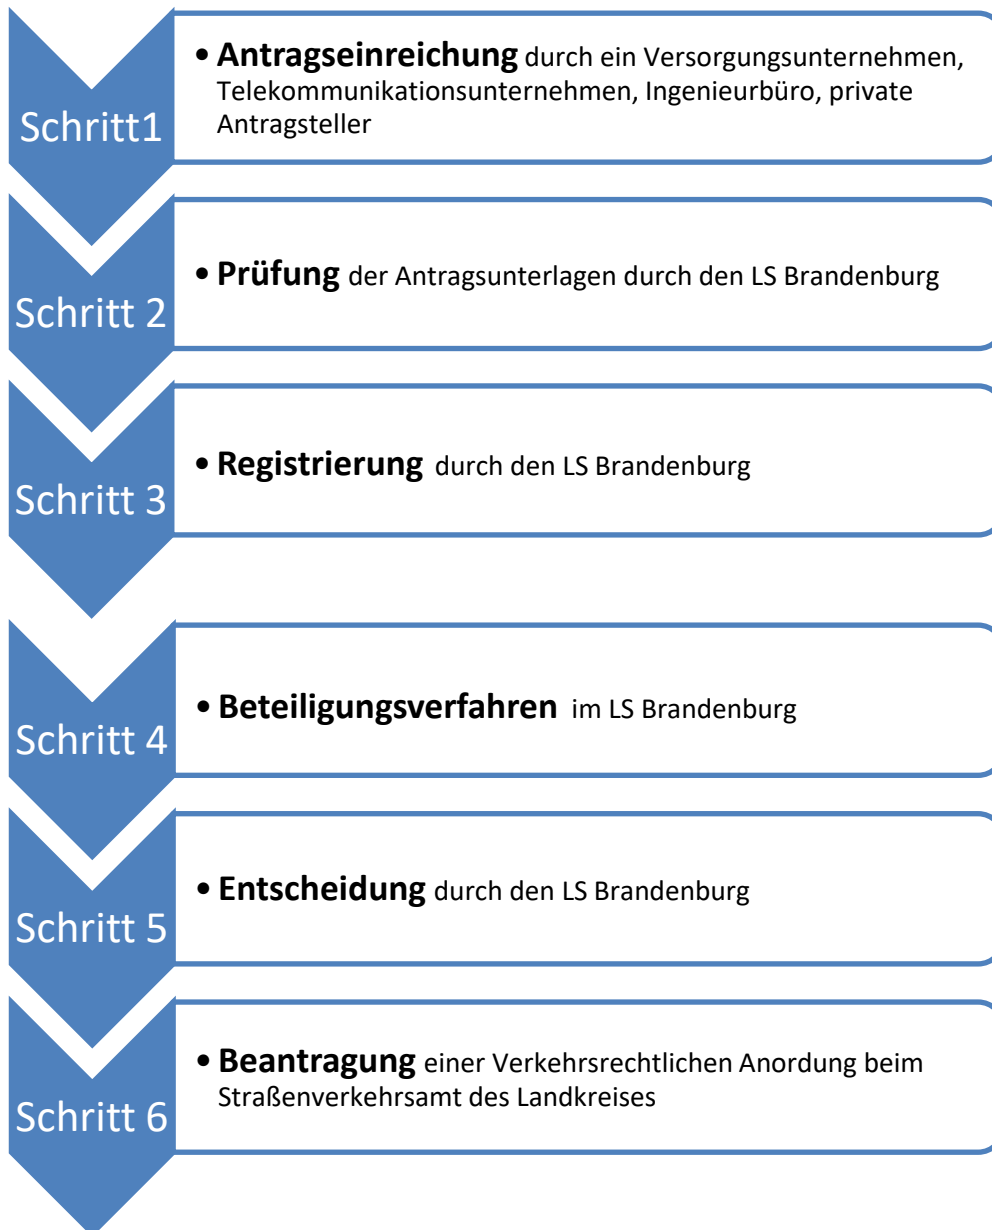 Schritt1
• Antragseinreichung durch ein Versorgungsunternehmen,
Telekommunikationsunternehmen, Ingenieurbüro, private
Antragsteller
Schritt 2
• Prüfung der Antragsunterlagen durch den LS Brandenburg
Schritt 3
• Registrierung durch den LS Brandenburg
Schritt 4
• Beteiligungsverfahren im LS Brandenburg
Schritt 5
• Entscheidung durch den LS Brandenburg
Schritt 6
• Beantragung einer Verkehrsrechtlichen Anordung beim
Straßenverkehrsamt des Landkreises